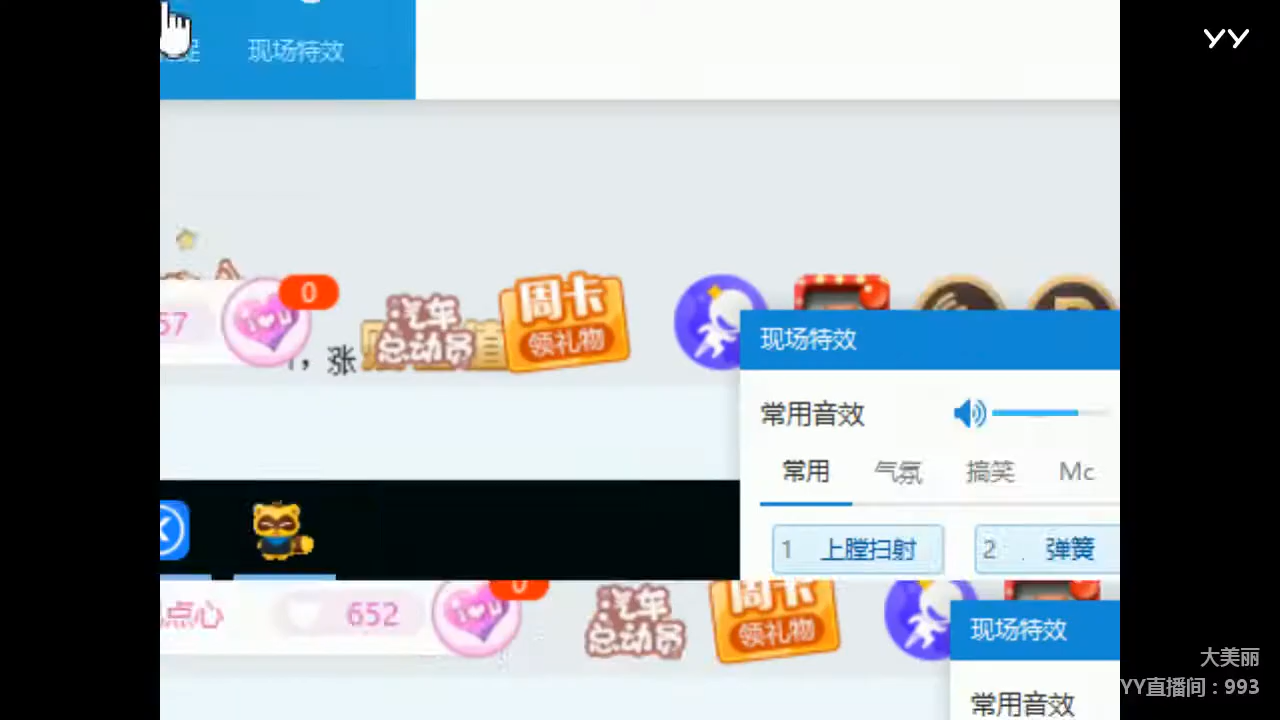 现场特效
YY
0
57
汽车
总动员
周卡
领礼物
,张
值
现场特效
常用音效
常用 气氛 搞笑 Mc
1 上膛扫射 2 弹簧
点心 652
0
汽车
总动员
周卡
领礼物
现场特效
常用音效
大美丽
YY直播间:993